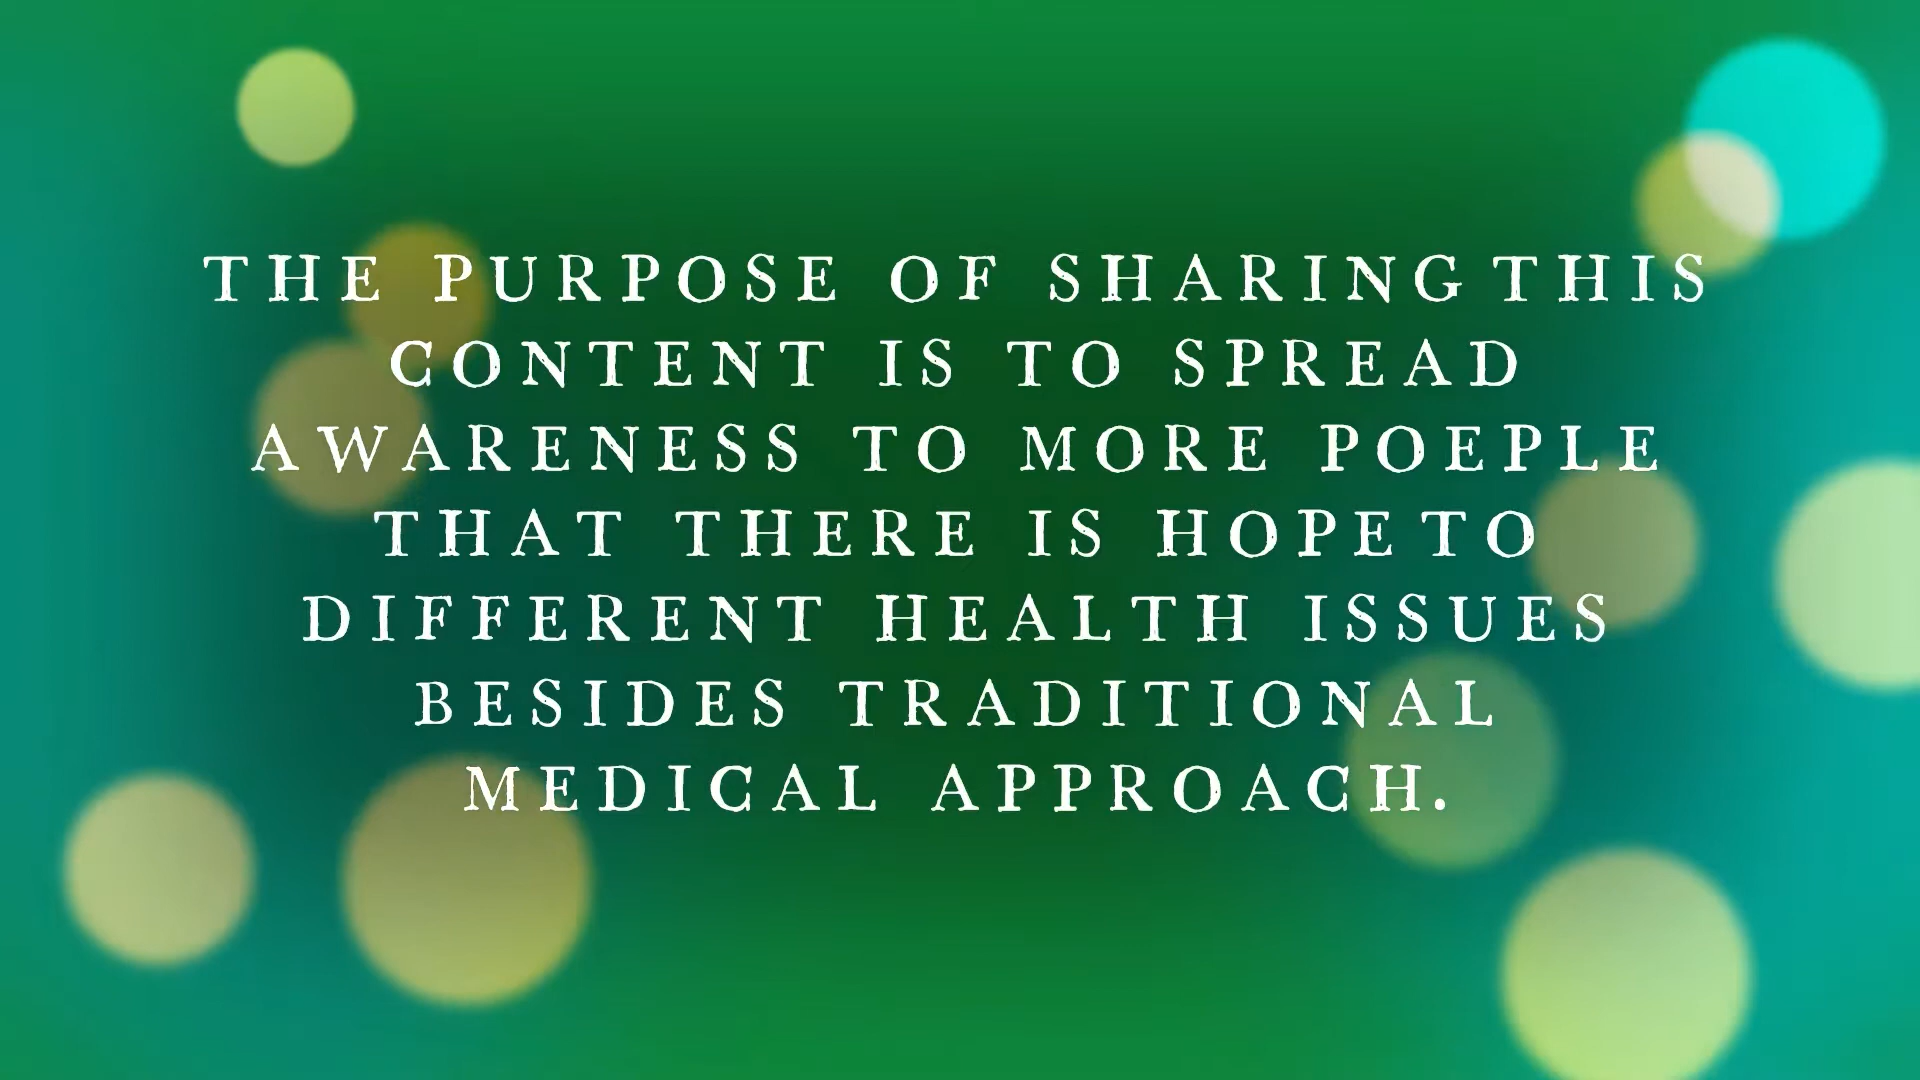 THE PURPOSE OF SHARING THIS
CONTENT IS TO SPREAD
AWARENESS TO MORE POEPLE
THAT THERE IS HOPE TO
DIFFERENT HEALTH ISSUES
BESIDES TRADITIONAL
MEDICAL APPROACH.